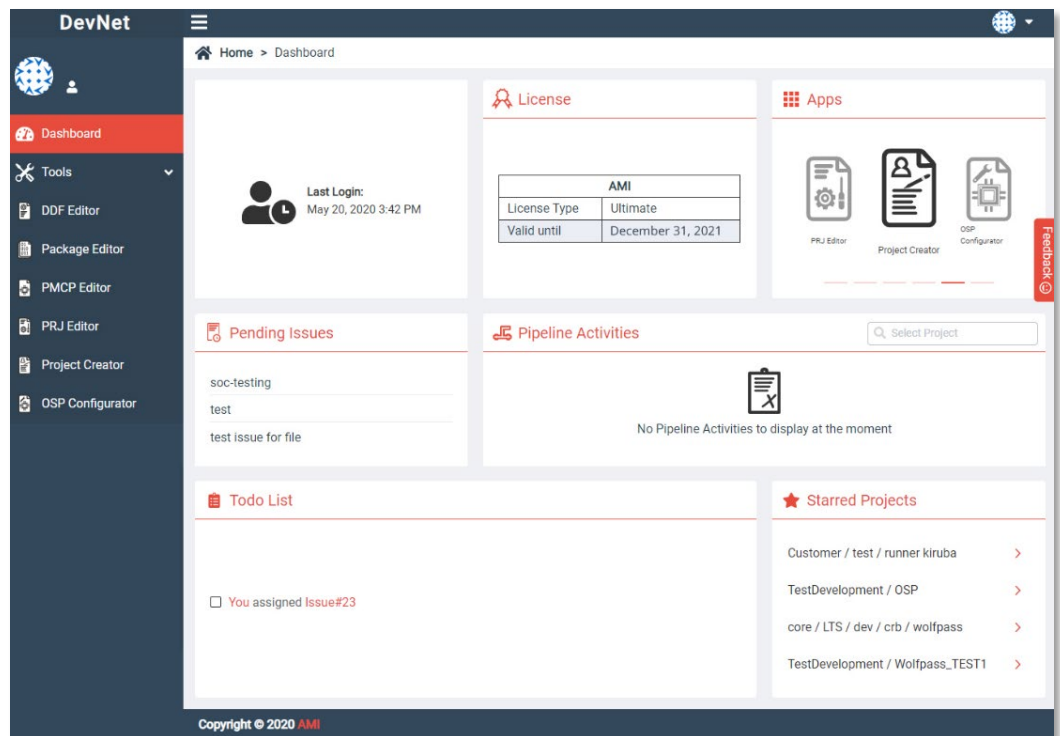 DevNet
Home > Dashboard
Dashboard
Tools
DDF Editor
Package Editor
PMCP Editor
PRJ Editor
Project Creator
OSP Configurator
Last Login:
May 20, 2020 3:42 PM
License
AMI
License Type Ultimate
Valid until December 31, 2021
Apps
PRJ Editor
Project Creator
OSP
Configurator
Feedback
Pending Issues
soc-testing
test
test issue for file
Pipeline Activities
Select Project
No Pipeline Activities to display at the moment
Todo List
You assigned Issue#23
Starred Projects
Customer / test / runner kiruba
TestDevelopment / OSP
core / LTS / dev / crb / wolfpass
TestDevelopment / Wolfpass_TEST1
Copyright © 2020 AMI